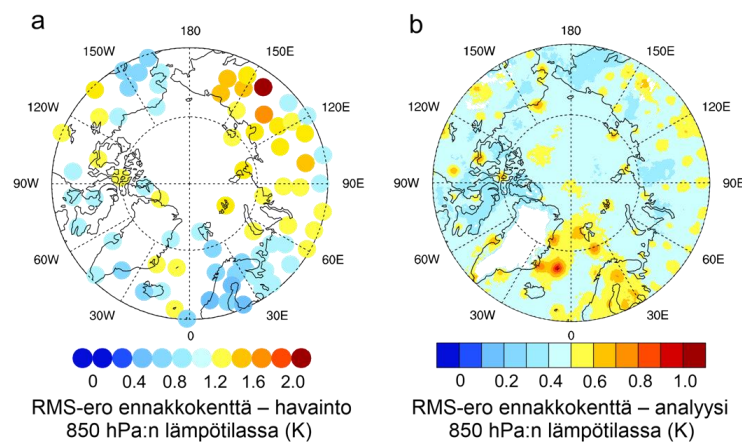 a
180
150W
150E
120W
120E
90W
90E
60W
60E
30W
30E
0
0 0.4 0.8 1.2 1.6 2.0
RMS-ero ennakkokenttä – havainto
850 hPa:n lämpötilassa (K)
b
180
150W
150E
120W
120E
90W
90E
60W
60E
30W
30E
0
0 0.2 0.4 0.6 0.8 1.0
RMS-ero ennakkokenttä – analyysi
850 hPa:n lämpötilassa (K)